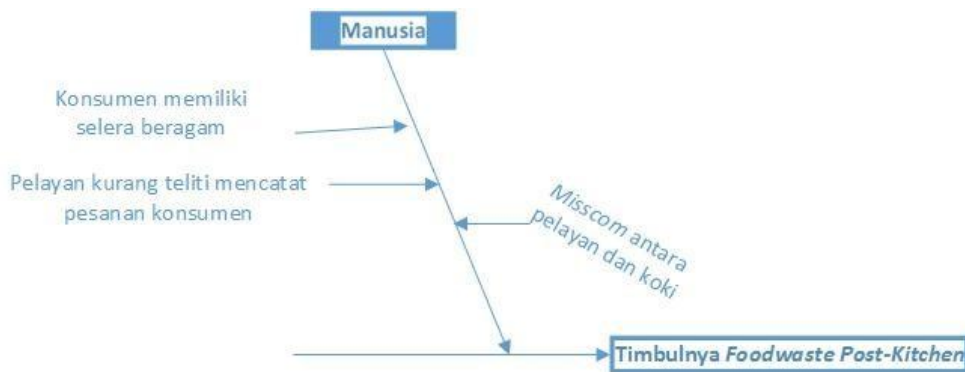 Manusia
Konsumen memiliki
selera beragam
Pelayan kurang teliti mencatat
pesanan konsumen
Misscom antara
pelayan dan koki
Timbulnya Foodwaste Post-Kitchen